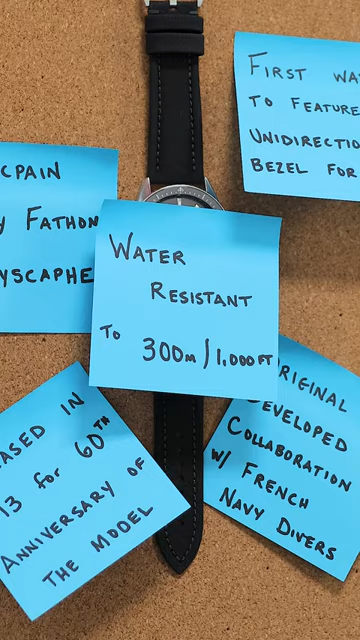 FIRST WA
TO FEATURE
UNIDIRECTIO
BEZEL FOR
CPAIN
Y FATHOM
YSCAPHE
WATER
RESISTANT
TO 300M/1,000FT
EASED IN
13 for 60TH
ANNIVERSARY OF
THE MODEL
RIGINAL
EVELOPED
COLLABORATION
W/ FRENCH
NAVY DIVERS